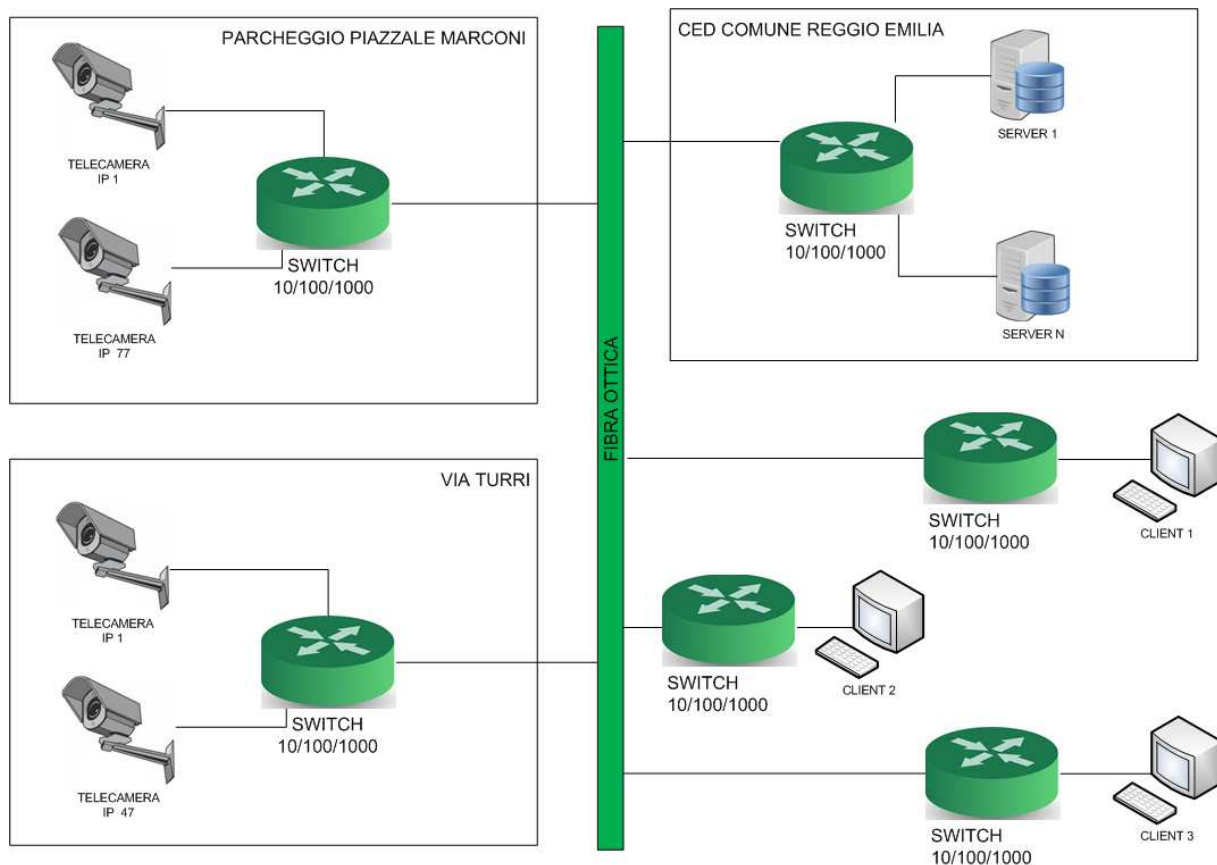 PARCHEGGIO PIAZZALE MARCONI
TELECAMERA
IP 1
TELECAMERA
IP 77
SWITCH
10/100/1000
CED COMUNE REGGIO EMILIA
SERVER 1
SWITCH
10/100/1000
SERVER N
FIBRA OTTICA
VIA TURRI
TELECAMERA
IP 1
TELECAMERA
IP 47
SWITCH
10/100/1000
SWITCH
10/100/1000
CLIENT 1
SWITCH
10/100/1000
CLIENT 2
SWITCH
10/100/1000
CLIENT 3